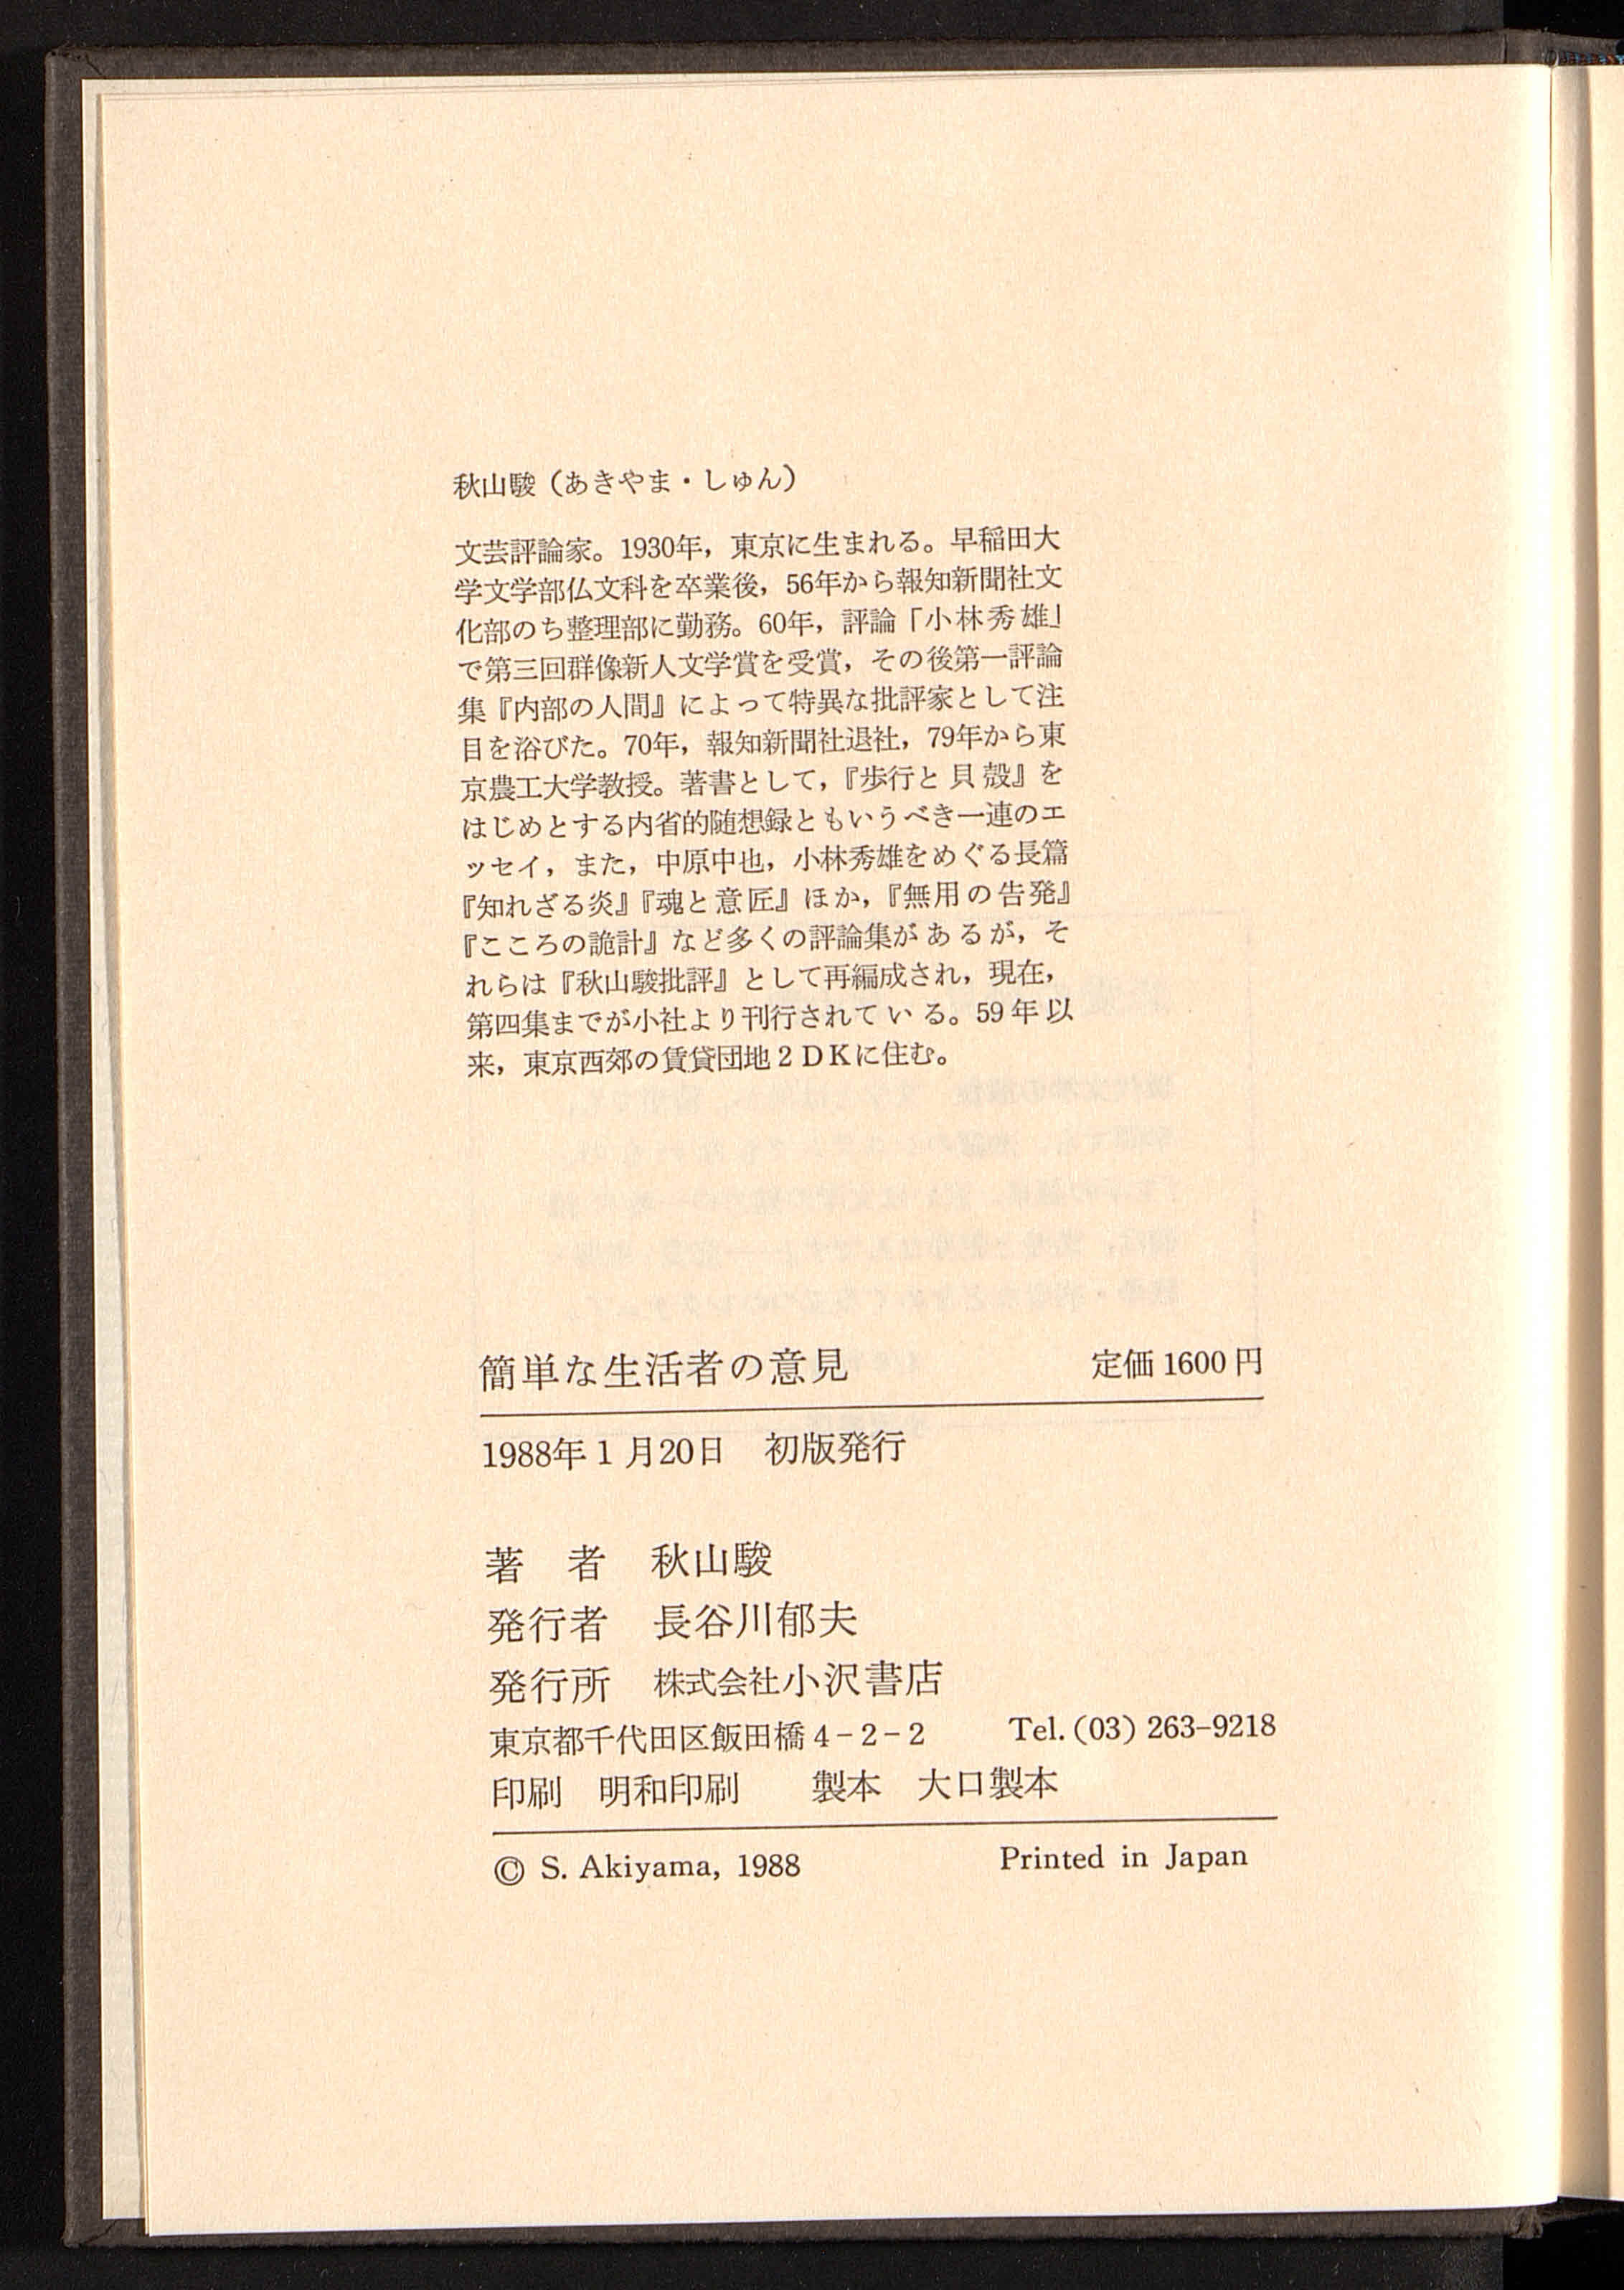 秋山駿（あきやま・しゅん）
文芸評論家。1930年，東京に生まれる。早稲田大
学文学部仏文科を卒業後，56年から報知新聞社文
化部のち整理部に勤務。60年，評論「小林秀雄」
で第三回群像新人文学賞を受賞，その後第一評論
集『内部の人間』によって特異な批評家として注
目を浴びた。70年，報知新聞社退社，79年から東
京農工大学教授。著書として，『歩行と貝殻』を
はじめとする内省的随想録ともいうべき一連のエ
ッセイ，また，中原中也，小林秀雄をめぐる長篇
『知れざる炎』『魂と意匠』ほか，『無用の告発』
『こころの詭計』など多くの評論集があるが，そ
れらは『秋山駿批評』として再編成され，現在，
第四集までが小社より刊行されている。59年以
来，東京西郊の賃貸団地2DKに住む。
簡単な生活者の意見　定価1600円
1988年1月20日　初版発行
著　者　秋山駿
発行者　長谷川郁夫
発行所　株式会社小沢書店
東京都千代田区飯田橋4-2-2　Tel. (03) 263-9218
印刷　明和印刷　製本　大口製本
© S. Akiyama, 1988　Printed in Japan